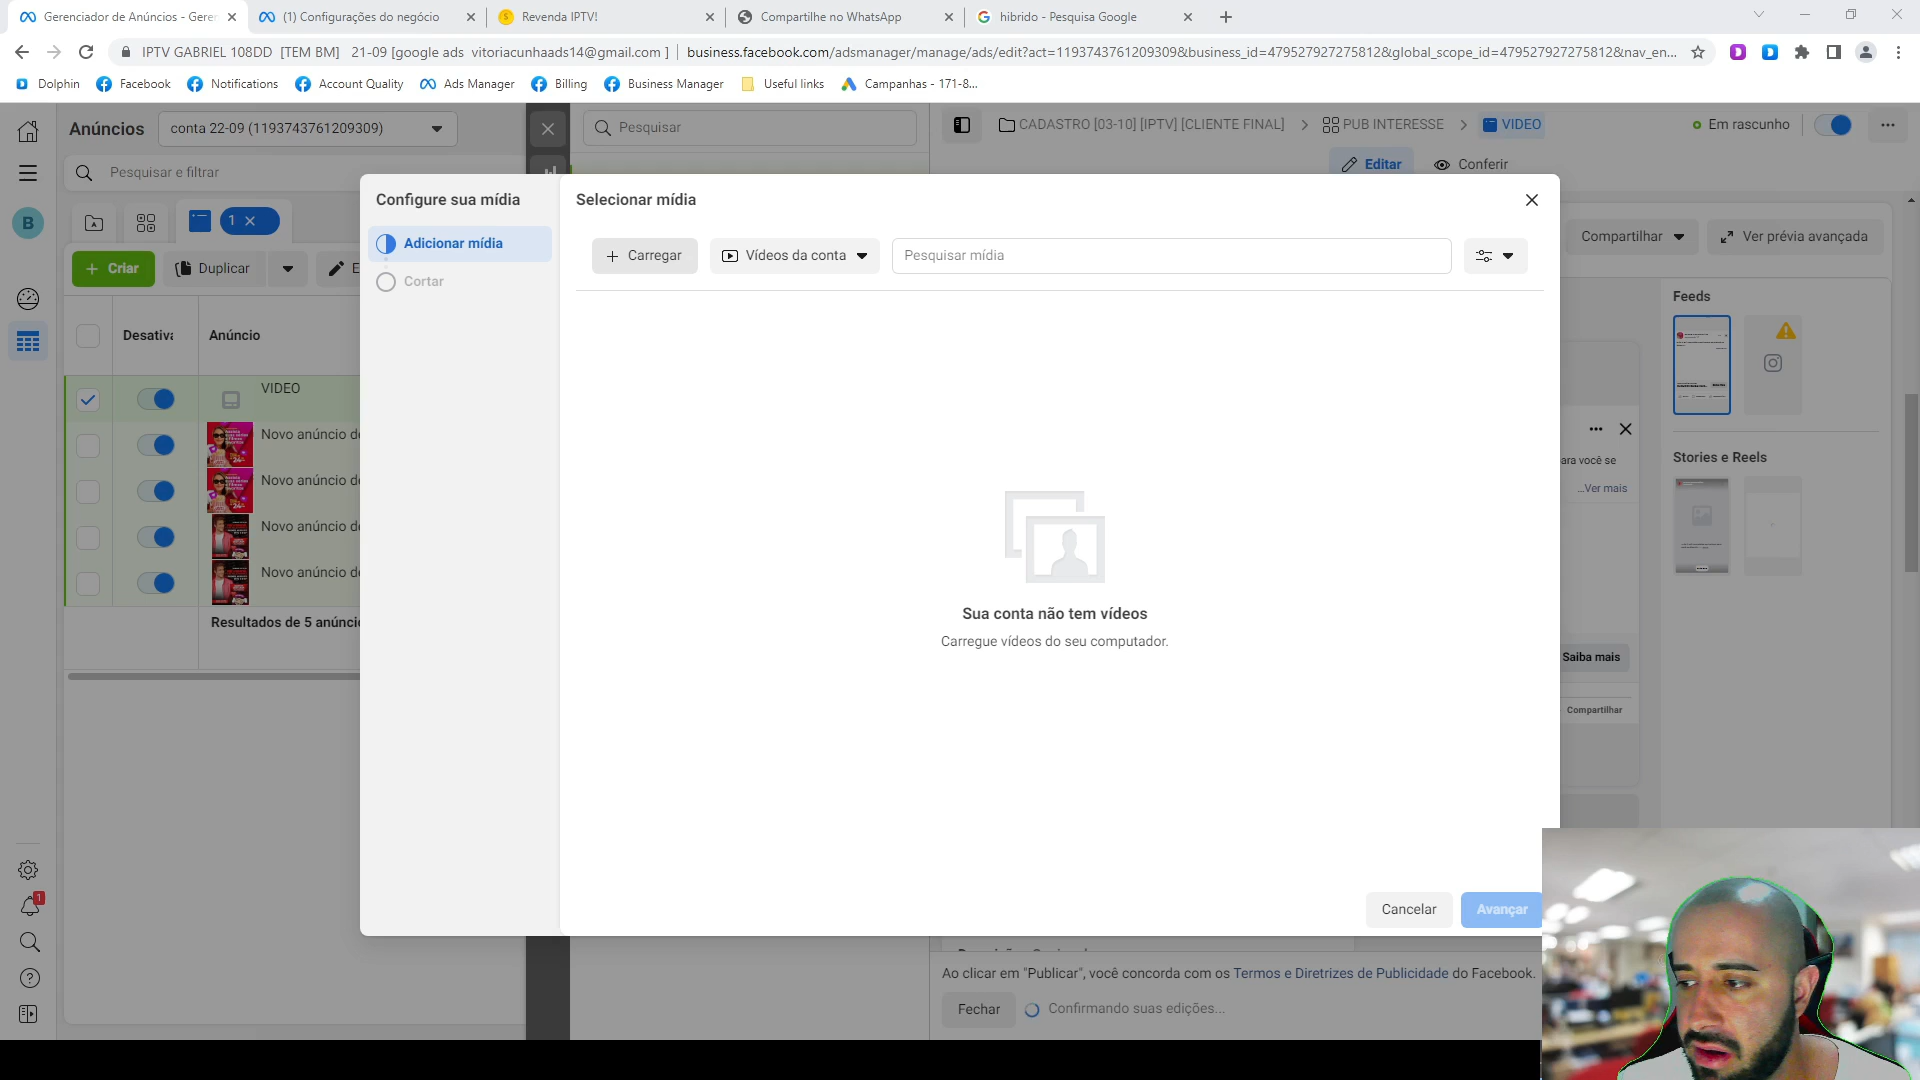 Gerenciador de Anúncios - Geren
(1) Configurações do negócio
Revenda IPTV!
Compartilhe no WhatsApp
hibrido - Pesquisa Google
IPTV GABRIEL 108DD [TEM BM] 21-09 [google ads vitoriacunhaads14@gmail.com ]
business.facebook.com/adsmanager/manage/ads/edit?act=1193743761209309&business_id=479527927275812&global_scope_id=479527927275812&nav_en...
Dolphin
Facebook
Notifications
Account Quality
Ads Manager
Billing
Business Manager
Useful links
Campanhas - 171-8...
Anúncios
conta 22-09 (1193743761209309)
Pesquisar
CADASTRO [03-10] [IPTV] [CLIENTE FINAL]
PUB INTERESSE
VIDEO
Em rascunho
Pesquisar e filtrar
Editar
Conferir
B
1
Configure sua mídia
Selecionar mídia
Adicionar mídia
Cortar
Carregar
Vídeos da conta
Pesquisar mídia
Compartilhar
Ver prévia avançada
Criar
Duplicar
E
Desativa
Anúncio
VIDEO
Novo anúncio de
Novo anúncio de
Novo anúncio de
Novo anúncio de
Resultados de 5 anúncio
Feeds
ara você se
...Ver mais
Stories e Reels
Sua conta não tem vídeos
Carregue vídeos do seu computador.
Saiba mais
Compartilhar
1
Cancelar
Avançar
Ao clicar em "Publicar", você concorda com os Termos e Diretrizes de Publicidade do Facebook.
Fechar
Confirmando suas edições...